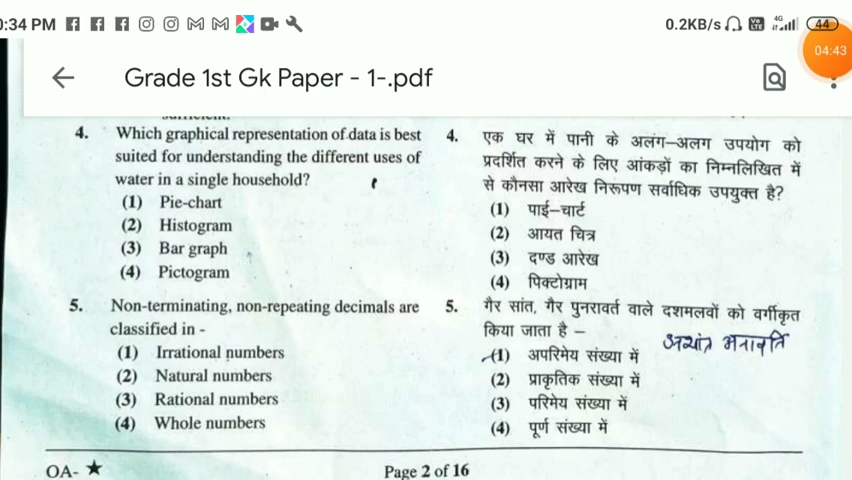 0:34 PM
0.2KB/s
4G
44
04:43
Grade 1st Gk Paper - 1-.pdf
sufficient.
4. Which graphical representation of data is best
suited for understanding the different uses of
water in a single household?
(1) Pie-chart
(2) Histogram
(3) Bar graph
(4) Pictogram
5. Non-terminating, non-repeating decimals are
classified in -
(1) Irrational numbers
(2) Natural numbers
(3) Rational numbers
(4) Whole numbers
4. एक घर में पानी के अलग-अलग उपयोग को
प्रदर्शित करने के लिए आंकड़ों का निम्नलिखित में
से कौनसा आरेख निरूपण सर्वाधिक उपयुक्त है?
(1) पाई-चार्ट
(2) आयत चित्र
(3) दण्ड आरेख
(4) पिक्टोग्राम
5. गैर सांत, गैर पुनरावर्त वाले दशमलवों को वर्गीकृत
किया जाता है –
(1) अपरिमेय संख्या में
(2) प्राकृतिक संख्या में
(3) परिमेय संख्या में
(4) पूर्ण संख्या में
OA- ★
Page 2 of 16